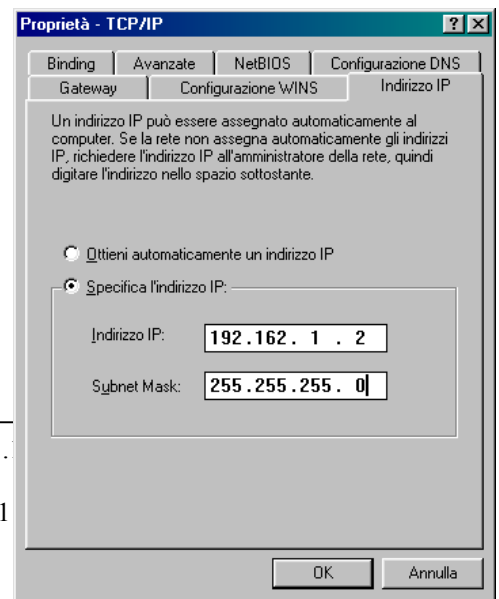 Proprietà - TCP/IP
Binding Avanzate NetBIOS Configurazione DNS
Gateway Configurazione WINS Indirizzo IP
Un indirizzo IP può essere assegnato automaticamente al
computer. Se la rete non assegna automaticamente gli indirizzi
IP, richiedere l'indirizzo IP all'amministratore della rete, quindi
digitare l'indirizzo nello spazio sottostante.
Ottieni automaticamente un indirizzo IP
Specifica l'indirizzo IP:
Indirizzo IP: 192.162. 1 . 2
Subnet Mask: 255.255.255. 0
1
OK Annulla